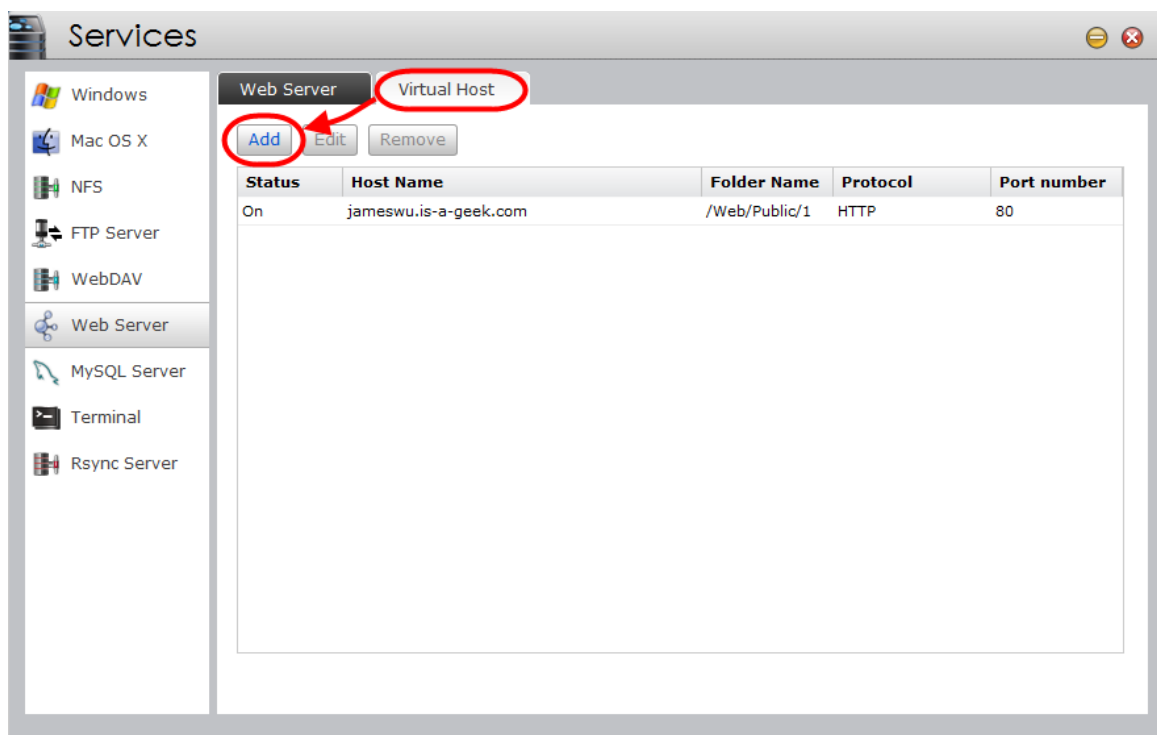 Services
Windows
Mac OS X
NFS
FTP Server
WebDAV
Web Server
MySQL Server
Terminal
Rsync Server
Web Server Virtual Host
Add Edit Remove
Status Host Name Folder Name Protocol Port number
On jameswu.is-a-geek.com /Web/Public/1 HTTP 80